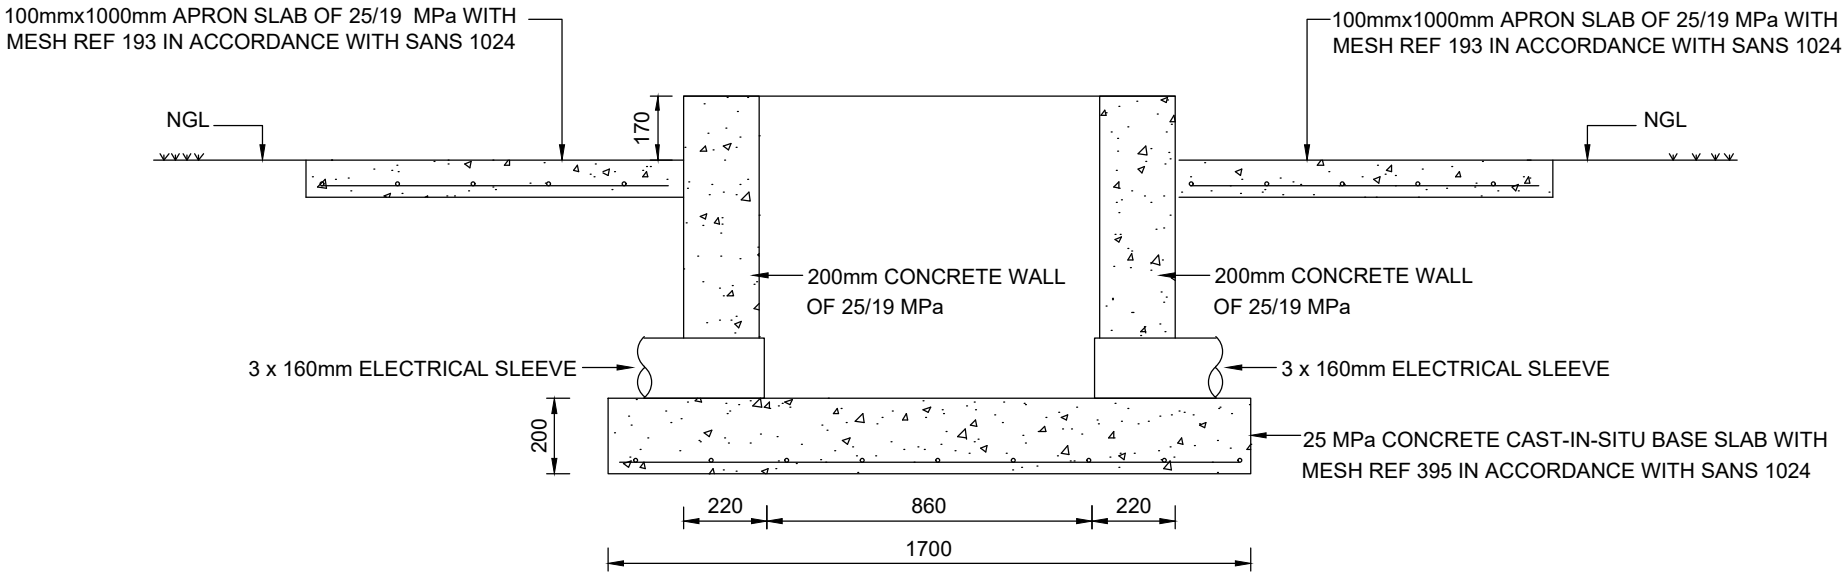 100mmx1000mm APRON SLAB OF 25/19 MPa WITH
MESH REF 193 IN ACCORDANCE WITH SANS 1024
100mmx1000mm APRON SLAB OF 25/19 MPa WITH
MESH REF 193 IN ACCORDANCE WITH SANS 1024
NGL
170
NGL
200mm CONCRETE WALL
OF 25/19 MPa
200mm CONCRETE WALL
OF 25/19 MPa
3 x 160mm ELECTRICAL SLEEVE
3 x 160mm ELECTRICAL SLEEVE
200
25 MPa CONCRETE CAST-IN-SITU BASE SLAB WITH
MESH REF 395 IN ACCORDANCE WITH SANS 1024
220
860
220
1700